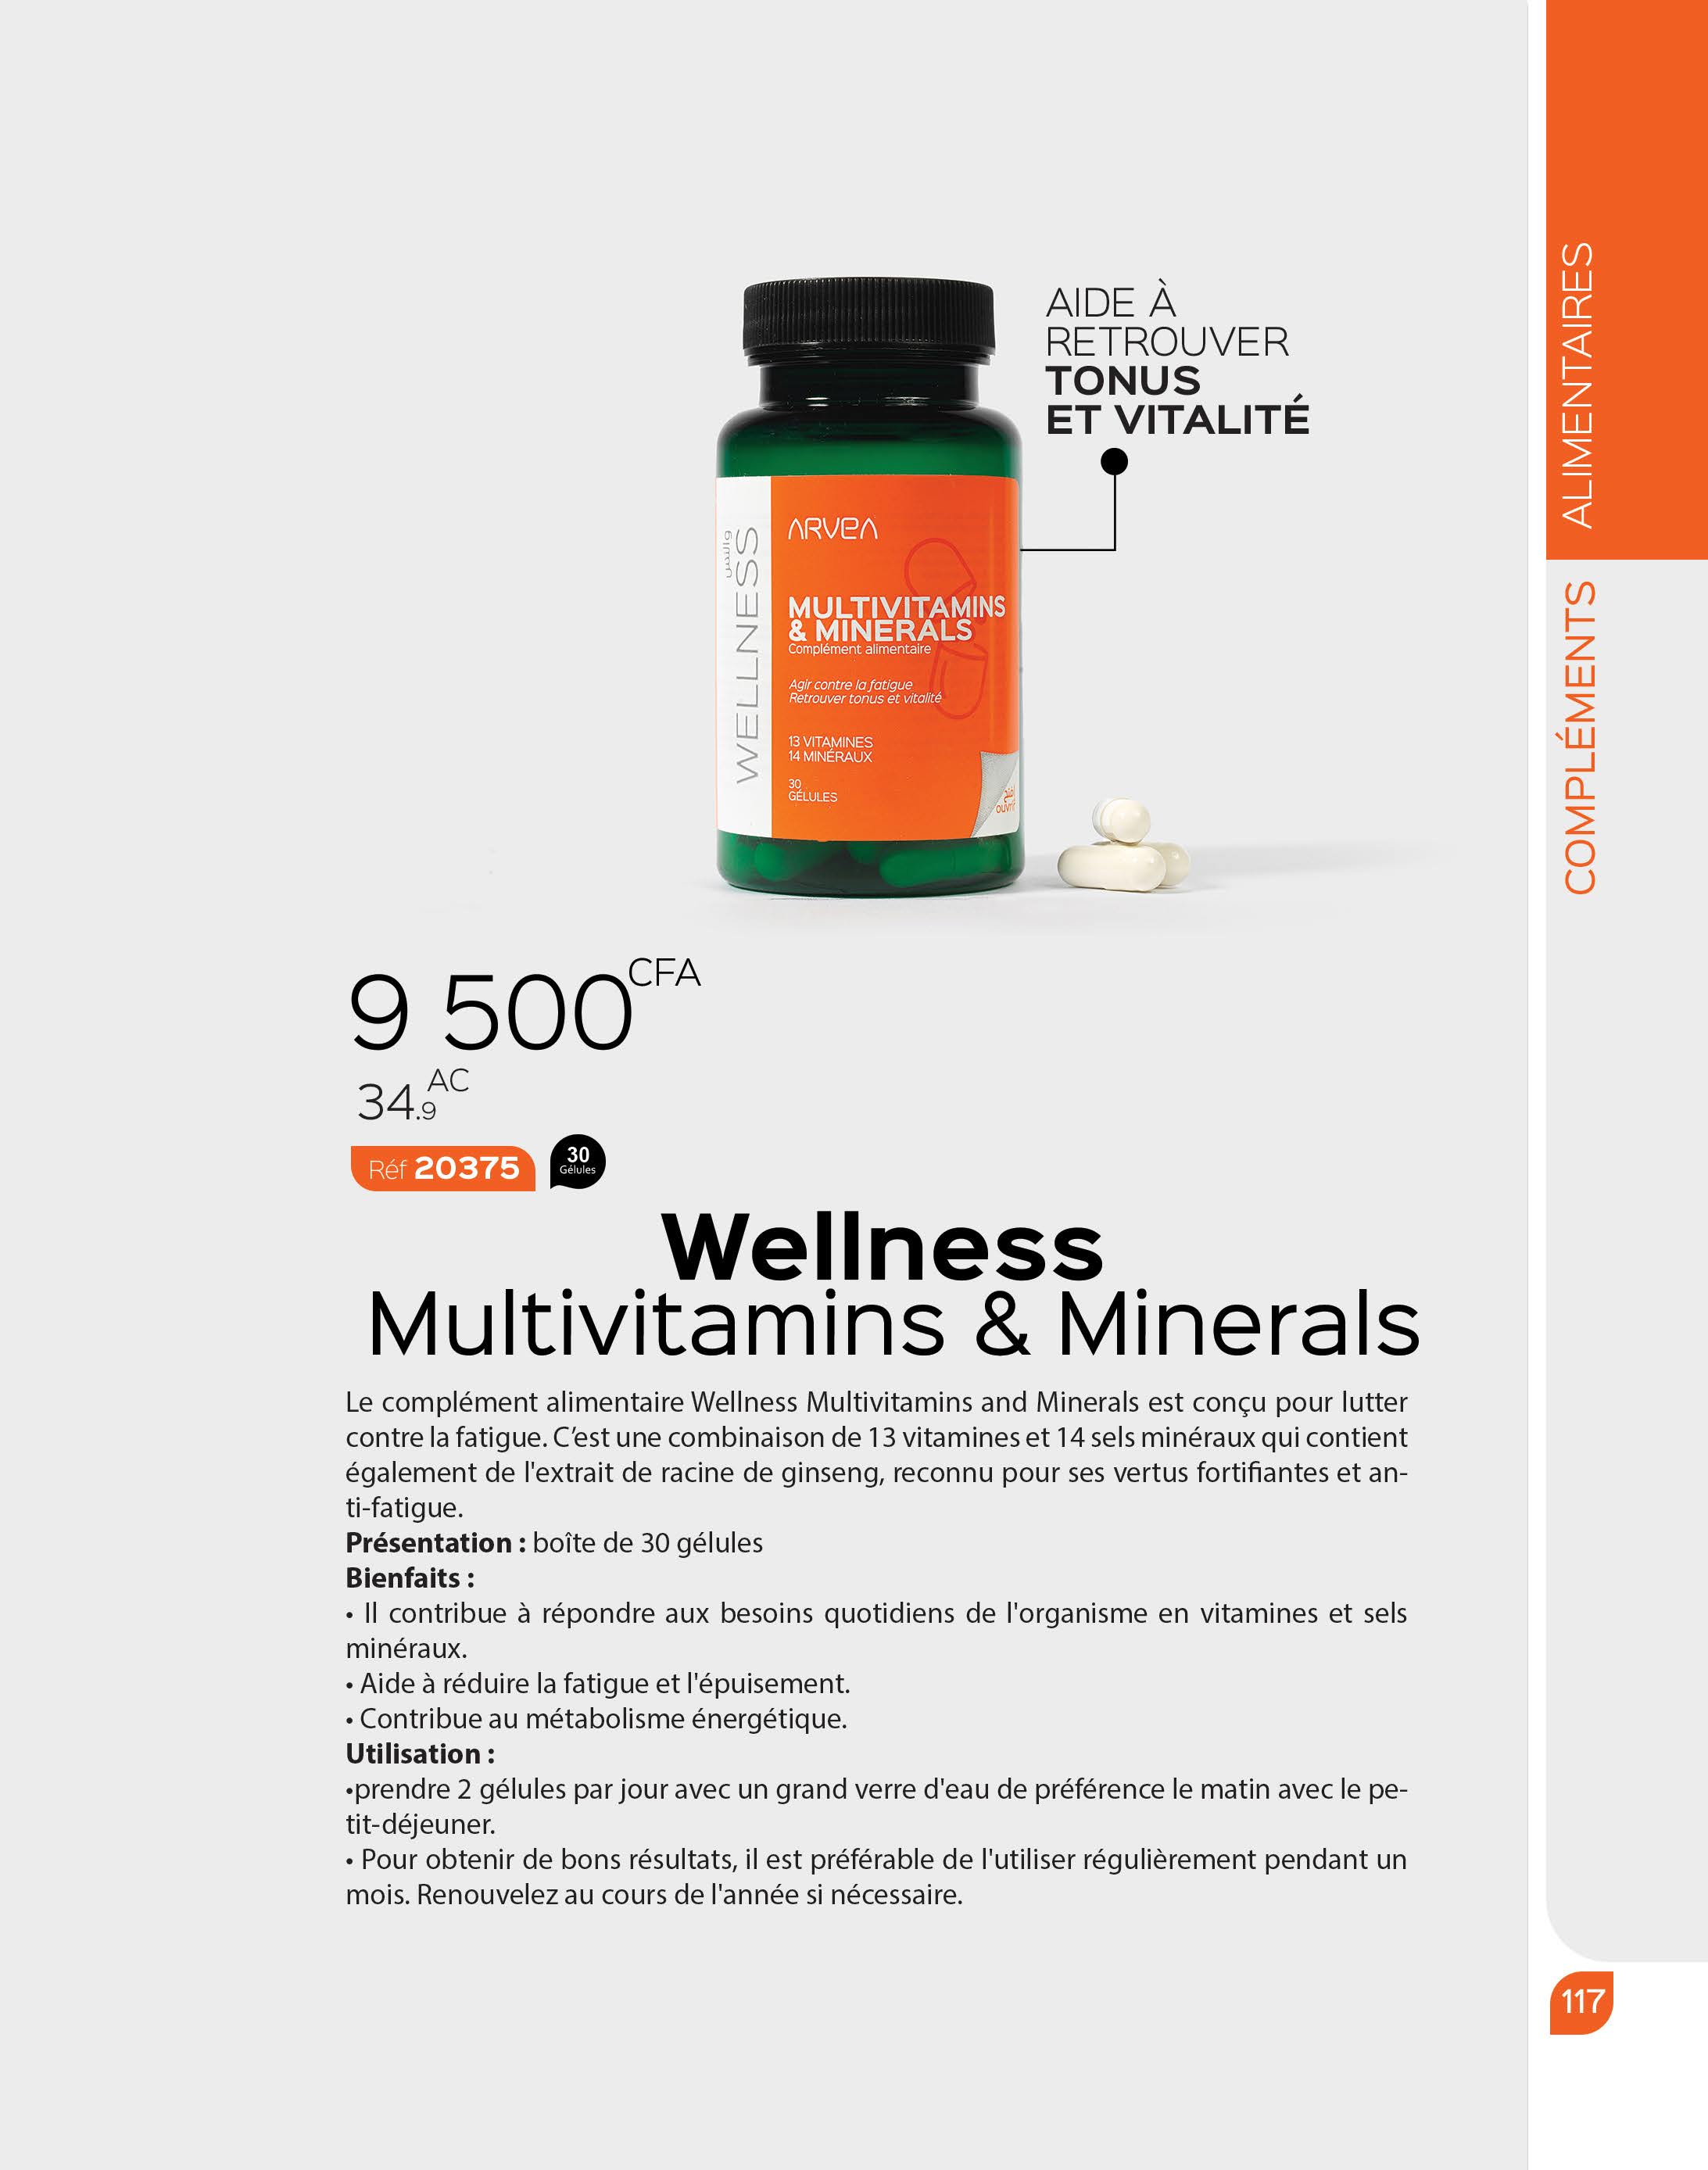 ALIMENTAIRES
COMPLÉMENTS
AIDE À
RETROUVER
TONUS
ET VITALITÉ
WELLNESS
ولنس
ARVEA
MULTIVITAMINS
& MINERALS
Complément alimentaire
Agir contre la fatigue
Retrouver tonus et vitalité
13 VITAMINES
14 MINÉRAUX
30
GÉLULES
افتح
ouvrir
9 500 CFA
34.9 AC
Réf 20375
30
Gélules
Wellness
Multivitamins & Minerals
Le complément alimentaire Wellness Multivitamins and Minerals est conçu pour lutter
contre la fatigue. C’est une combinaison de 13 vitamines et 14 sels minéraux qui contient
également de l'extrait de racine de ginseng, reconnu pour ses vertus fortifiantes et an-
ti-fatigue.
Présentation : boîte de 30 gélules
Bienfaits :
• Il contribue à répondre aux besoins quotidiens de l'organisme en vitamines et sels
minéraux.
• Aide à réduire la fatigue et l'épuisement.
• Contribue au métabolisme énergétique.
Utilisation :
•prendre 2 gélules par jour avec un grand verre d'eau de préférence le matin avec le pe-
tit-déjeuner.
• Pour obtenir de bons résultats, il est préférable de l'utiliser régulièrement pendant un
mois. Renouvelez au cours de l'année si nécessaire.
117